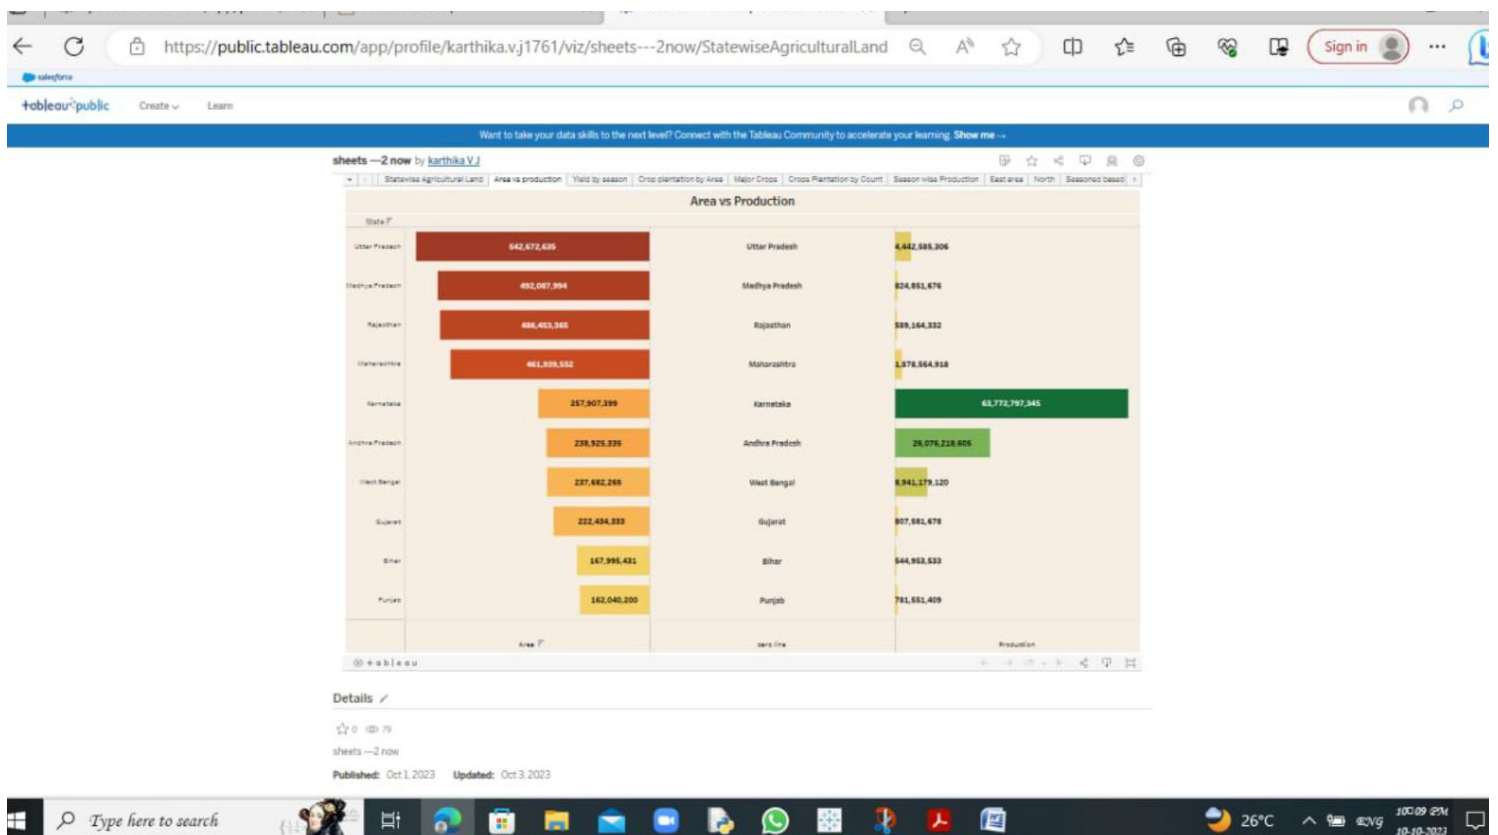 https://public.tableau.com/app/profile/karthika.v.j1761/viz/sheets---2now/StatewiseAgriculturalLand
Sign in
salesforce
tableau public Create Learn
Want to take your data skills to the next level? Connect with the Tableau Community to accelerate your learning. Show me →
sheets —2 now by karthika V J
Statewise Agricultural Land Area vs production Yield by season Crop plantation by Area Major Crops Crops Plantation by Count Season wise Production East area North Seasoned based
Area vs Production
State
Uttar Pradesh 542,672,635 Uttar Pradesh 4,442,585,306
Madhya Pradesh 492,087,994 Madhya Pradesh 824,851,676
Rajasthan 486,453,365 Rajasthan 589,164,332
Maharashtra 461,939,552 Maharashtra 1,878,564,918
Karnataka 257,907,399 Karnataka 63,772,797,345
Andhra Pradesh 238,925,335 Andhra Pradesh 26,076,218,605
West Bengal 237,682,265 West Bengal 8,941,179,120
Gujarat 222,434,333 Gujarat 807,581,678
Bihar 167,995,431 Bihar 544,953,533
Punjab 162,040,200 Punjab 781,551,409
Area zero line Production
tableau
Details
0 79
sheets —2 now
Published: Oct 1, 2023 Updated: Oct 3, 2023
Type here to search
26°C
ENG
10-10-2023